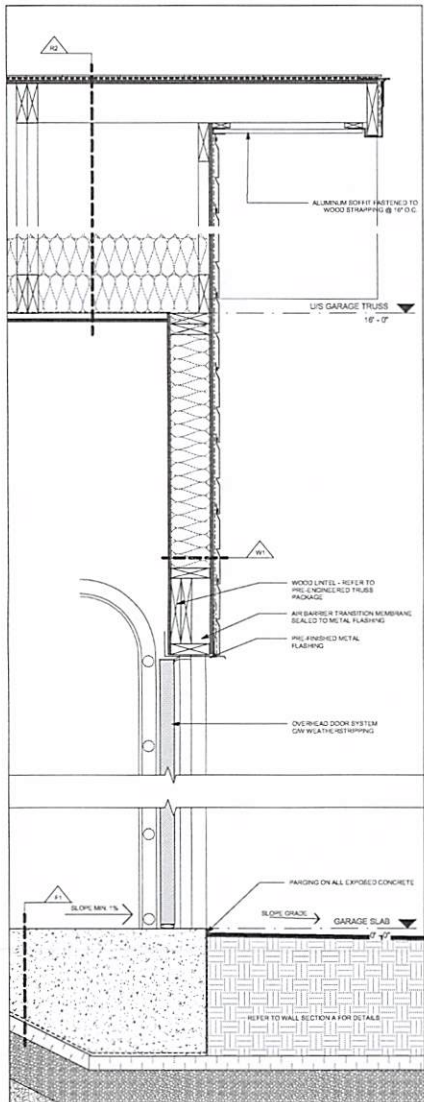 R2
ALUMINUM SOFFIT FASTENED TO
WOOD STRAPPING @ 16" O.C.
U/S GARAGE TRUSS
16' - 0"
W1
WOOD LINTEL - REFER TO
PRE-ENGINEERED TRUSS
PACKAGE
AIR BARRIER TRANSITION MEMBRANE
SEALED TO METAL FLASHING
PRE-FINISHED METAL
FLASHING
OVERHEAD DOOR SYSTEM
C/W WEATHERSTRIPPING
PARGING ON ALL EXPOSED CONCRETE
F1
SLOPE MIN. 1%
SLOPE GRADE
GARAGE SLAB
0' - 0"
REFER TO WALL SECTION A FOR DETAILS